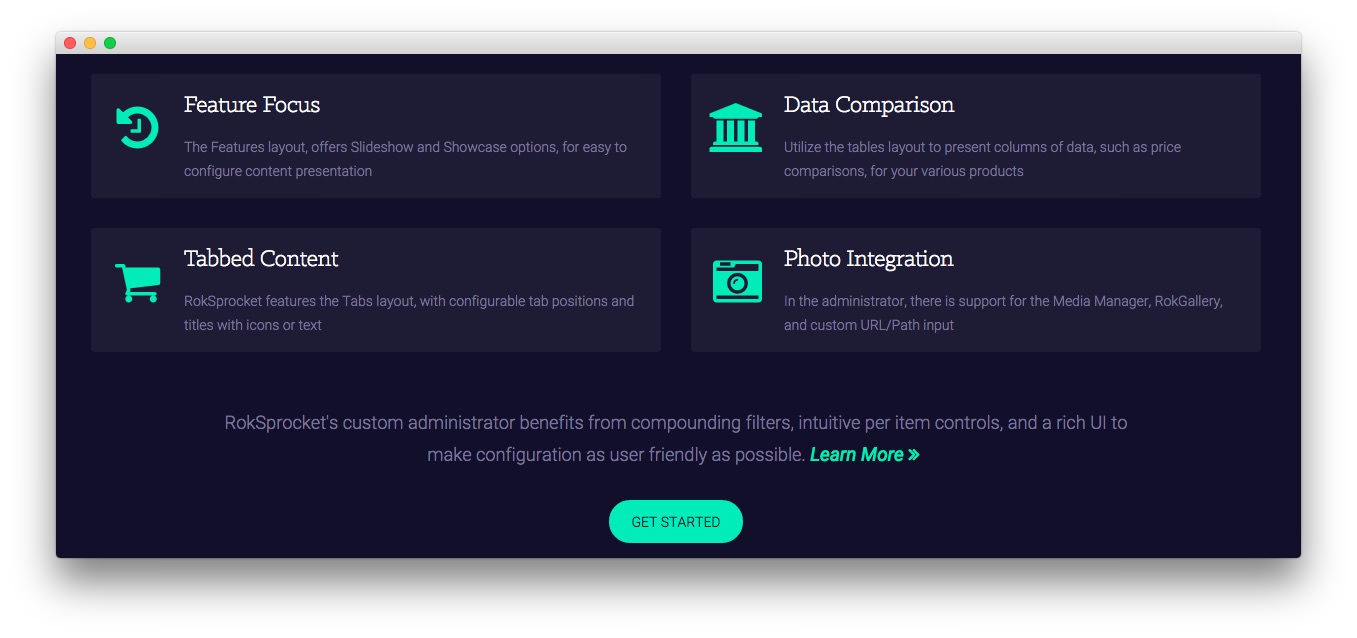 Feature Focus
The Features layout, offers Slideshow and Showcase options, for easy to
configure content presentation
Data Comparison
Utilize the tables layout to present columns of data, such as price
comparisons, for your various products
Tabbed Content
RokSprocket features the Tabs layout, with configurable tab positions and
titles with icons or text
Photo Integration
In the administrator, there is support for the Media Manager, RokGallery,
and custom URL/Path input
RokSprocket's custom administrator benefits from compounding filters, intuitive per item controls, and a rich UI to
make configuration as user friendly as possible. Learn More »
GET STARTED